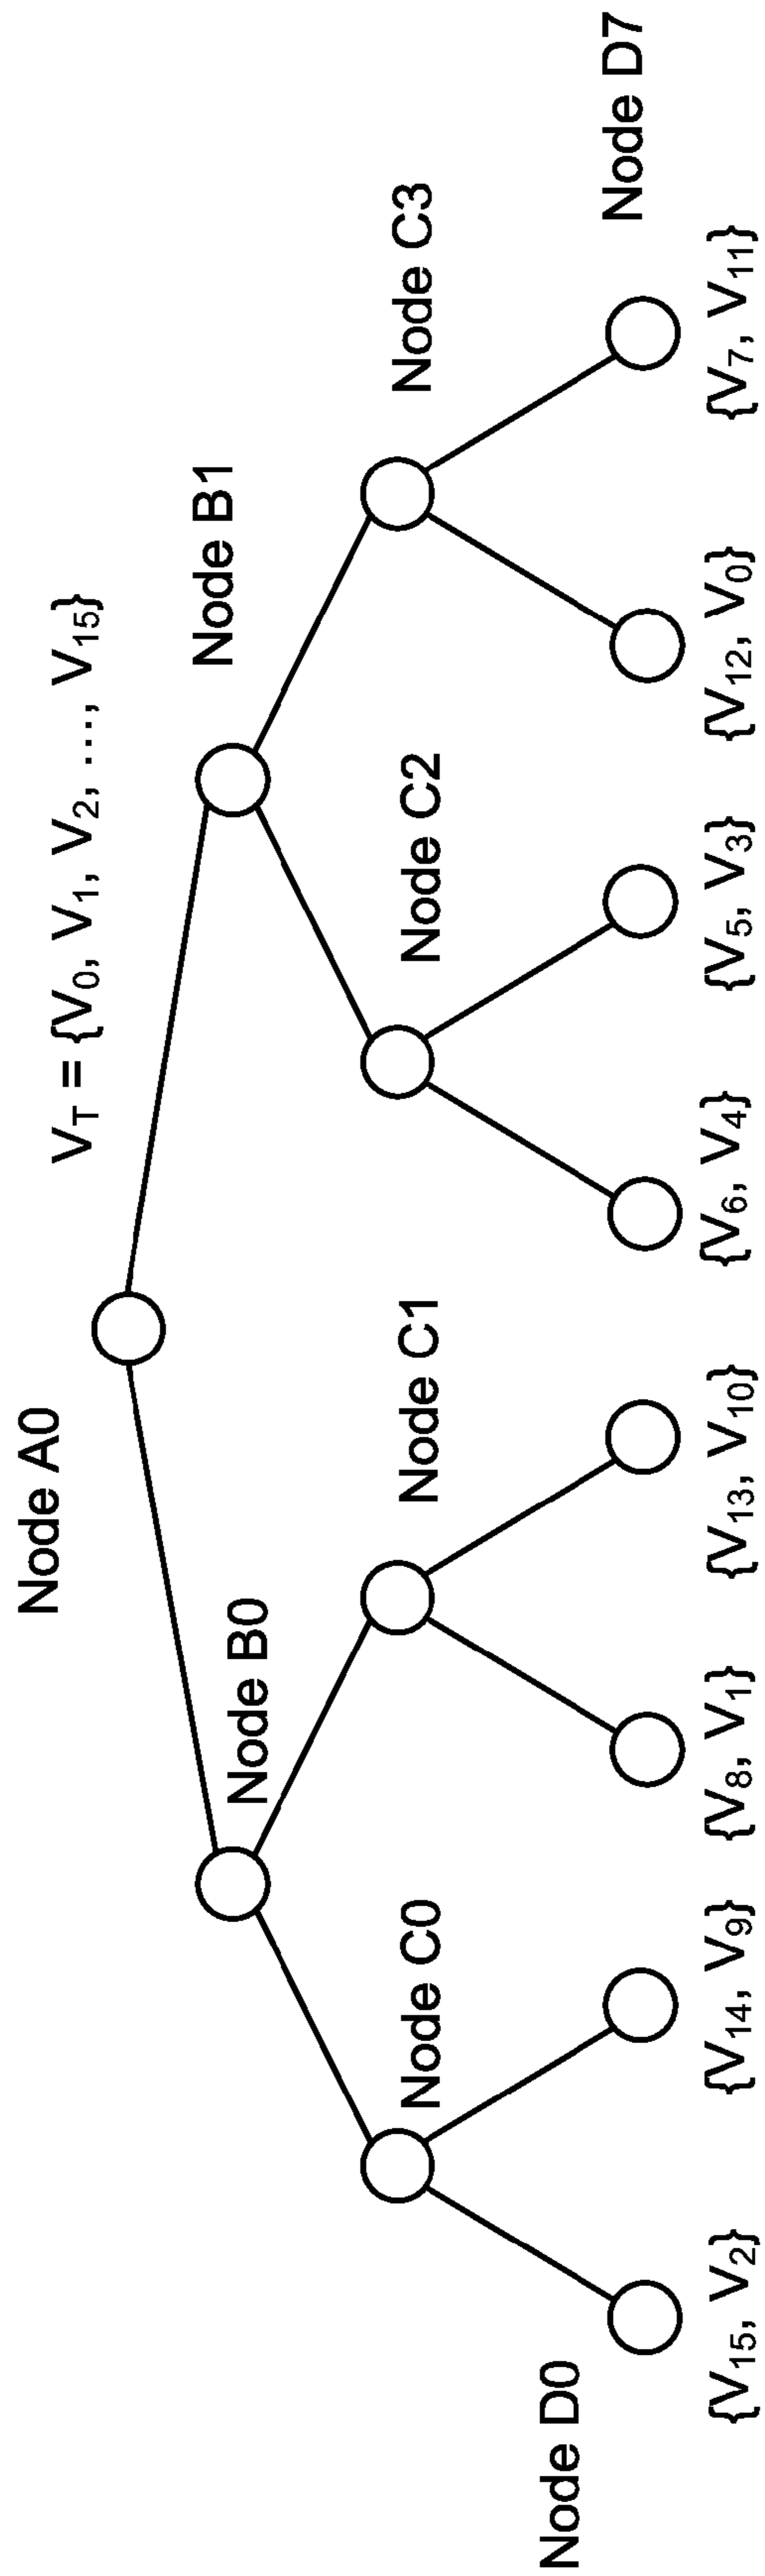 Node A0
V_T = {V_0, V_1, V_2, ..., V_15}
Node B0
Node B1
Node C0
Node C1
Node C2
Node C3
Node D0
Node D7
{V_15, V_2}
{V_14, V_9}
{V_8, V_1}
{V_13, V_10}
{V_6, V_4}
{V_5, V_3}
{V_12, V_0}
{V_7, V_11}